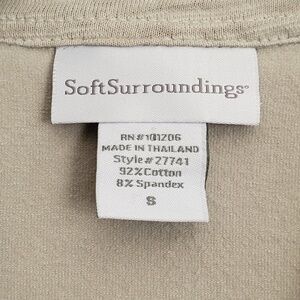 SoftSurroundings®
RN#101206
MADE IN THAILAND
Style#27741
92%Cotton
8%Spandex
S